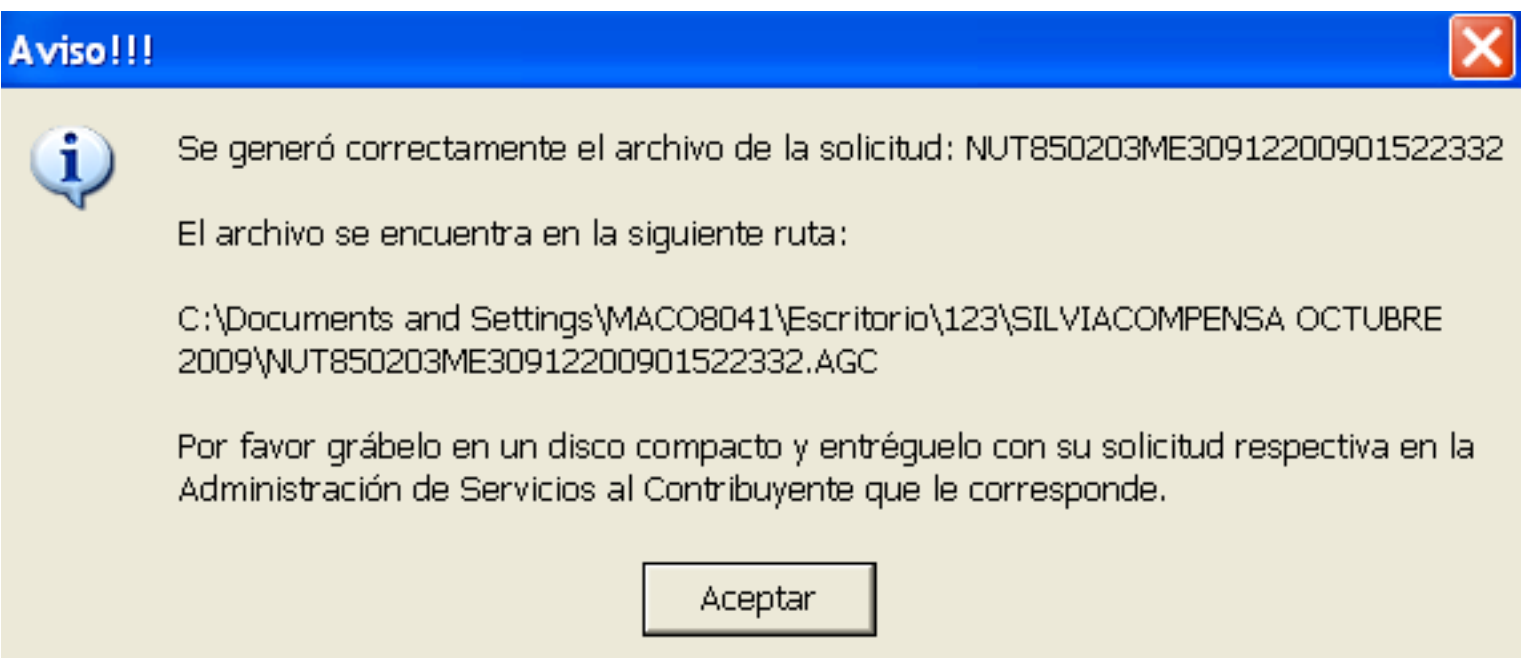 Aviso!!!
Se generó correctamente el archivo de la solicitud: NUT850203ME30912200901522332
El archivo se encuentra en la siguiente ruta:
C:\Documents and Settings\MACO8041\Escritorio\123\SILVIACOMPENSA OCTUBRE
2009\NUT850203ME30912200901522332.AGC
Por favor grábelo en un disco compacto y entréguelo con su solicitud respectiva en la
Administración de Servicios al Contribuyente que le corresponde.
Aceptar